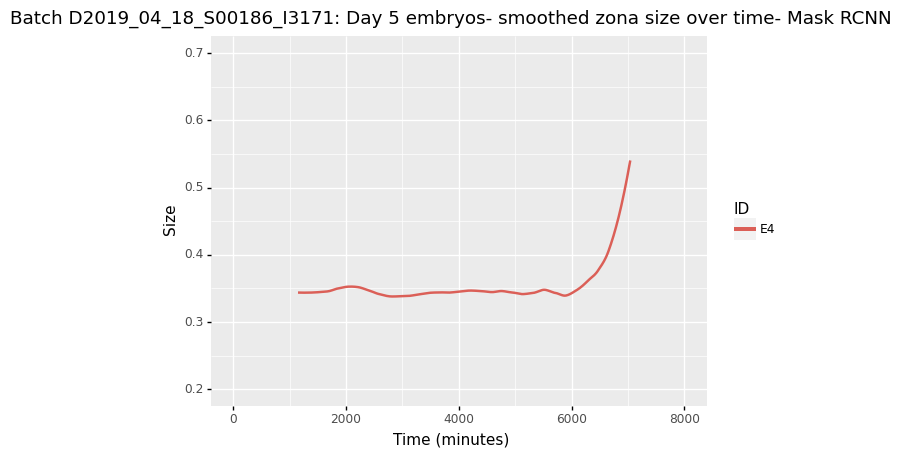 Batch D2019_04_18_S00186_I3171: Day 5 embryos- smoothed zona size over time- Mask RCNN
0.7
0.6
0.5
0.4
0.3
0.2
Size
ID
E4
0 2000 4000 6000 8000
Time (minutes)